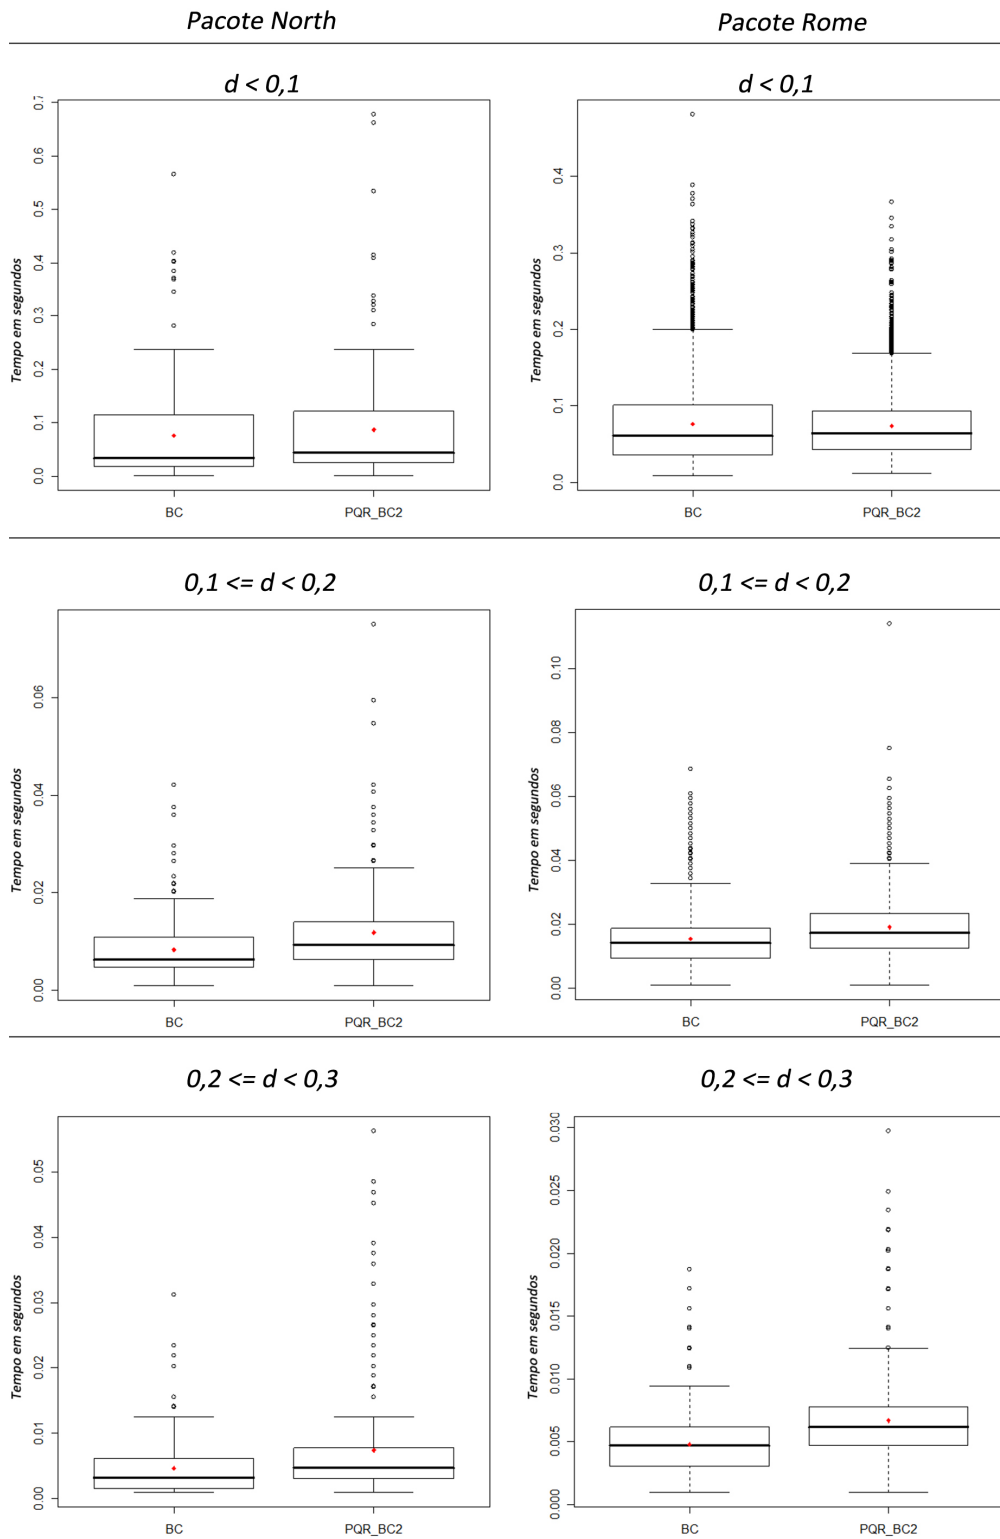 Pacote North
Pacote Rome
d < 0,1
d < 0,1
0.7
0.6
0.5
0.4
0.3
0.2
0.1
0.0
Tempo em segundos
BC
PQR_BC2
0.4
0.3
0.2
0.1
0.0
Tempo em segundos
BC
PQR_BC2
0,1 <= d < 0,2
0,1 <= d < 0,2
0.06
0.04
0.02
0.00
Tempo em segundos
BC
PQR_BC2
0.10
0.08
0.06
0.04
0.02
0.00
Tempo em segundos
BC
PQR_BC2
0,2 <= d < 0,3
0,2 <= d < 0,3
0.05
0.04
0.03
0.02
0.01
0.00
Tempo em segundos
BC
PQR_BC2
0.030
0.025
0.020
0.015
0.010
0.005
0.000
Tempo em segundos
BC
PQR_BC2